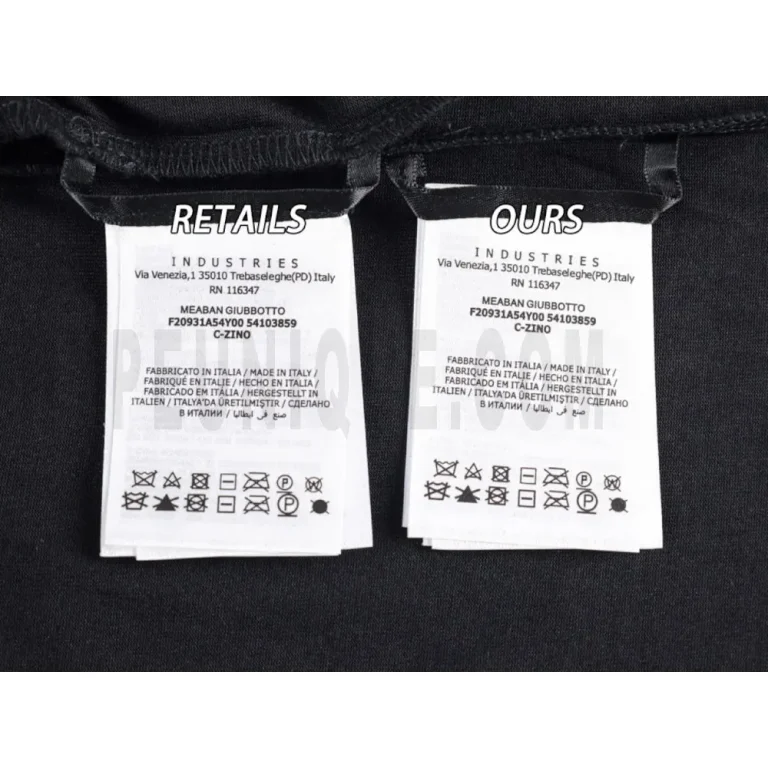 RETAILS
INDUSTRIES
Via Venezia,1 35010 Trebaseleghe(PD) Italy
RN 116347
MEABAN GIUBBOTTO
F20931A54Y00 54103859
C-ZINO
FABBRICATO IN ITALIA / MADE IN ITALY /
FABRIQUÉ EN ITALIE / HECHO EN ITALIA /
FABRICADO EM ITÁLIA / HERGESTELLT IN
ITALIEN / ITALYA'DA ÜRETILMIŞTIR / СДЕЛАНО
В ИТАЛИИ / صنع في ايطاليا
OURS
INDUSTRIES
Via Venezia,1 35010 Trebaseleghe(PD) Italy
RN 116347
MEABAN GIUBBOTTO
F20931A54Y00 54103859
C-ZINO
FABBRICATO IN ITALIA / MADE IN ITALY /
FABRIQUÉ EN ITALIE / HECHO EN ITALIA /
FABRICADO EM ITÁLIA / HERGESTELLT IN
ITALIEN / ITALYA'DA ÜRETILMIŞTIR / СДЕЛАНО
В ИТАЛИИ / صنع في ايطاليا
PEUNIQUE.COM